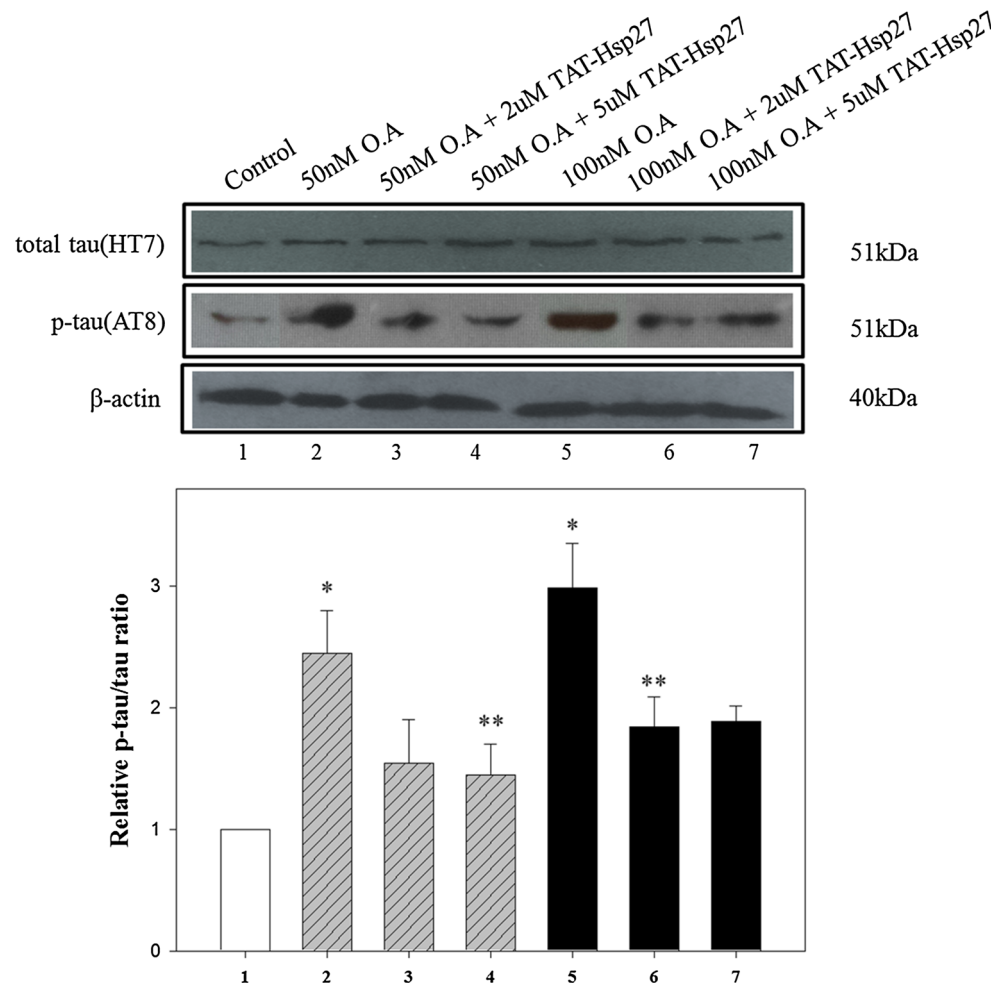 Control
50nM O.A
50nM O.A + 2uM TAT-Hsp27
50nM O.A + 5uM TAT-Hsp27
100nM O.A
100nM O.A + 2uM TAT-Hsp27
100nM O.A + 5uM TAT-Hsp27
total tau(HT7)
51kDa
p-tau(AT8)
51kDa
β-actin
40kDa
1 2 3 4 5 6 7
Relative p-tau/tau ratio
3
2
1
0
*
**
*
**
1 2 3 4 5 6 7